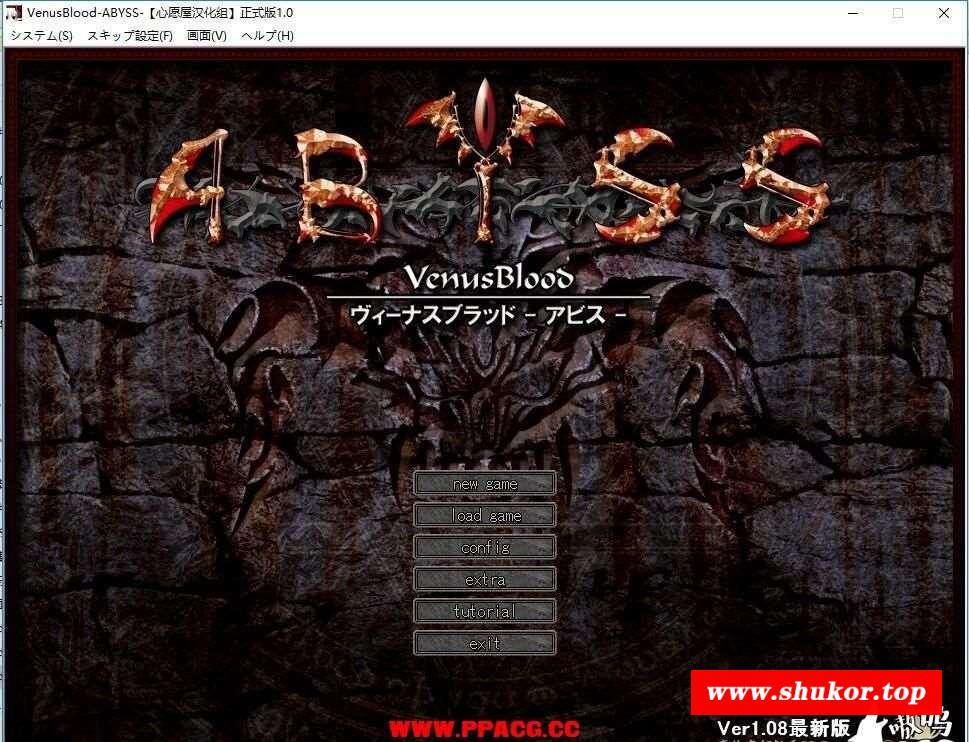 VenusBlood-ABYSS-【心愿屋汉化组】正式版1.0
システム(S) スキップ設定(F) 画面(V) ヘルプ(H)
ABYSS
VenusBlood
ヴィーナスブラッド - アビス -
new game
load game
config
extra
tutorial
exit
www.shukor.top
WWW.PPACG.CC
Ver1.08最新版